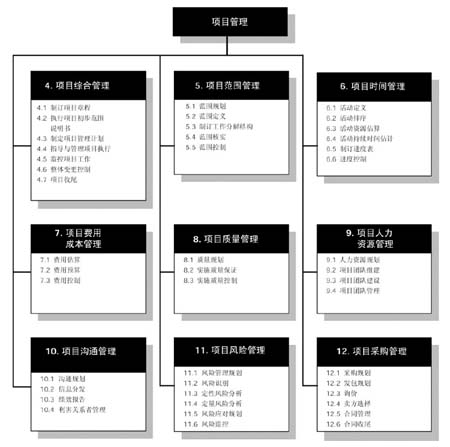 项目管理
4. 项目综合管理
4.1 制订项目章程
4.2 执行项目初步范围
说明书
4.3 制定项目管理计划
4.4 指导与管理项目执行
4.5 监控项目工作
4.6 整体变更控制
4.7 项目收尾
5. 项目范围管理
5.1 范围规划
5.2 范围定义
5.3 制订工作分解结构
5.4 范围核实
5.5 范围控制
6. 项目时间管理
6.1 活动定义
6.2 活动排序
6.3 活动资源估算
6.4 活动持续时间估计
6.5 制订进度表
6.6 进度控制
7. 项目费用
成本管理
7.1 费用估算
7.2 费用预算
7.3 费用控制
8. 项目质量管理
8.1 质量规划
8.2 实施质量保证
8.3 实施质量控制
9. 项目人力
资源管理
9.1 人力资源规划
9.2 项目团队组建
9.3 项目团队建设
9.4 项目团队管理
10. 项目沟通管理
10.1 沟通规划
10.2 信息分发
10.3 绩效报告
10.4 利害关系者管理
11. 项目风险管理
11.1 风险管理规划
11.2 风险识别
11.3 定性风险分析
11.4 定量风险分析
11.5 风险应对规划
11.6 风险监控
12. 项目采购管理
12.1 采购规划
12.2 发包规划
12.3 询价
12.4 卖方选择
12.5 合同管理
12.6 合同收尾